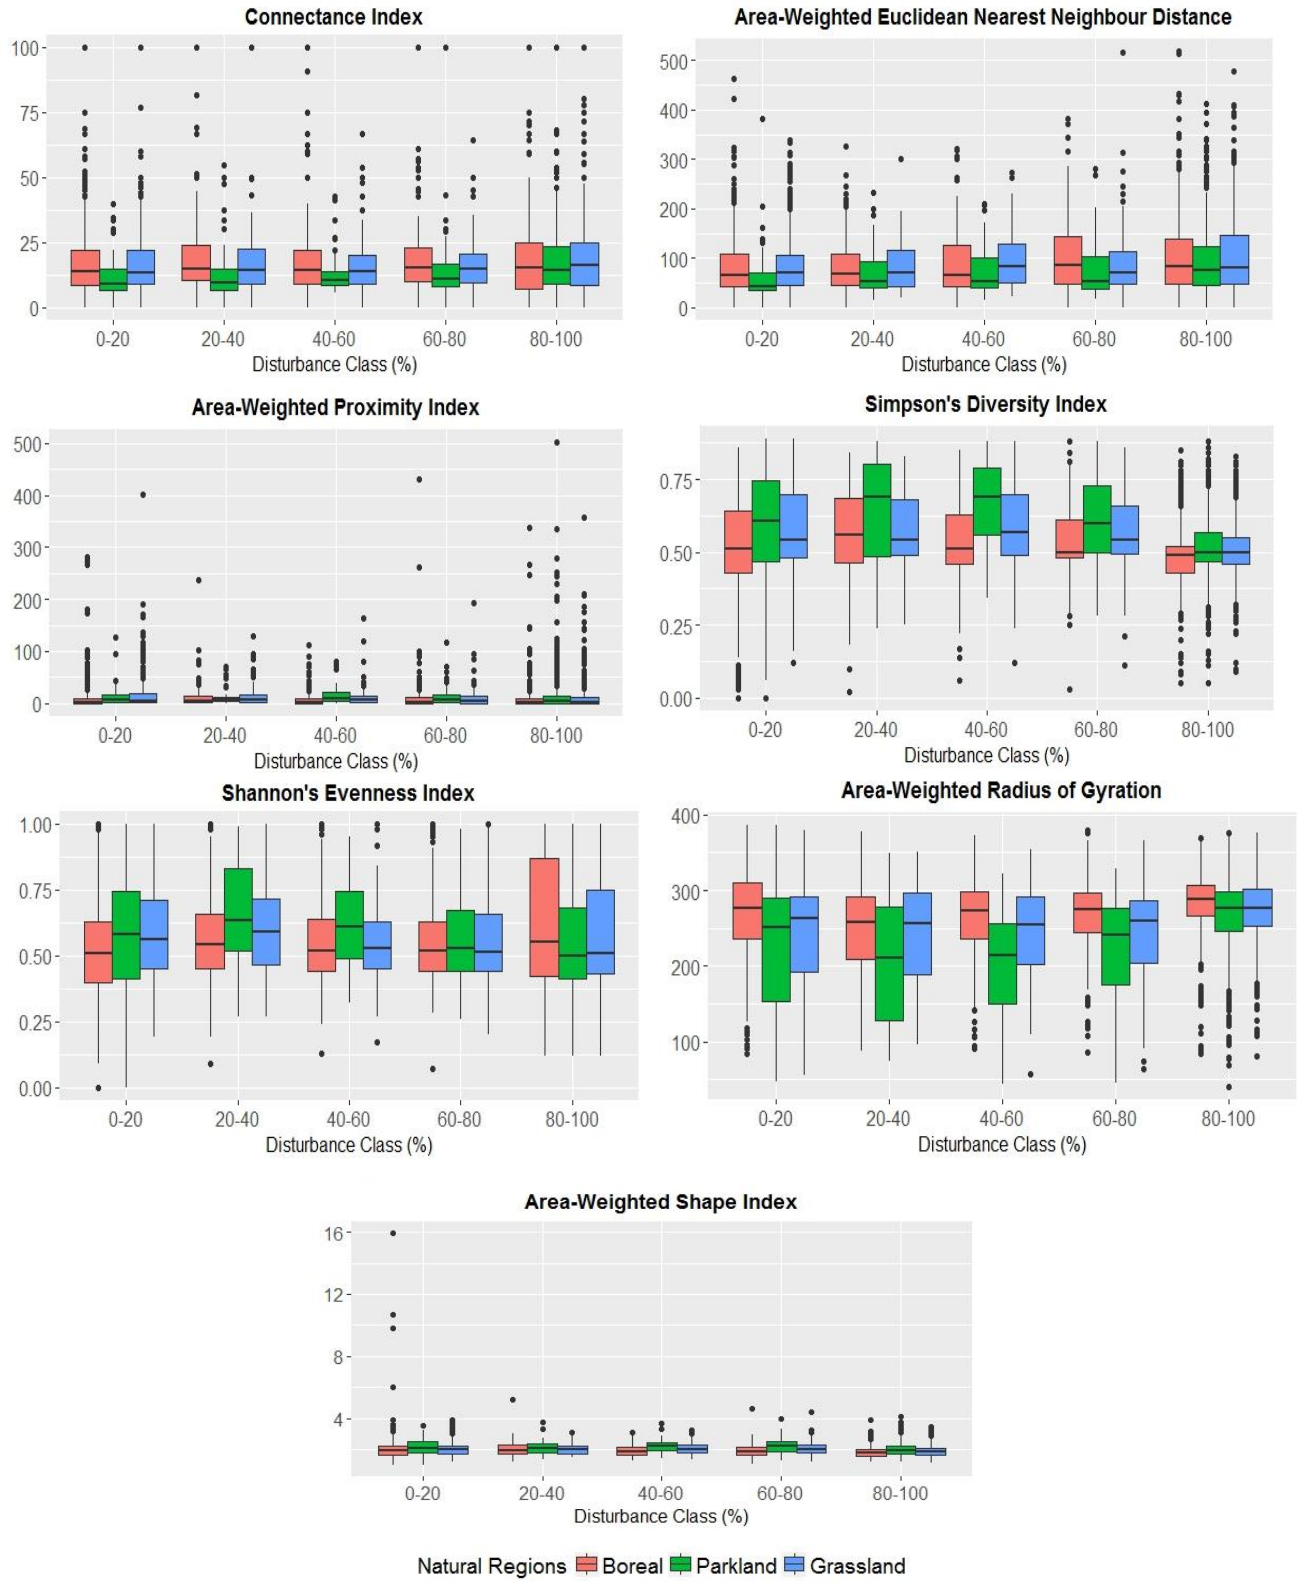 Connectance Index
100
75
50
25
0
0-20 20-40 40-60 60-80 80-100
Disturbance Class (%)
Area-Weighted Euclidean Nearest Neighbour Distance
500
400
300
200
100
0
0-20 20-40 40-60 60-80 80-100
Disturbance Class (%)
Area-Weighted Proximity Index
500
400
300
200
100
0
0-20 20-40 40-60 60-80 80-100
Disturbance Class (%)
Simpson's Diversity Index
0.75
0.50
0.25
0.00
0-20 20-40 40-60 60-80 80-100
Disturbance Class (%)
Shannon's Evenness Index
1.00
0.75
0.50
0.25
0.00
0-20 20-40 40-60 60-80 80-100
Disturbance Class (%)
Area-Weighted Radius of Gyration
400
300
200
100
0-20 20-40 40-60 60-80 80-100
Disturbance Class (%)
Area-Weighted Shape Index
16
12
8
4
0-20 20-40 40-60 60-80 80-100
Disturbance Class (%)
Natural Regions Boreal Parkland Grassland